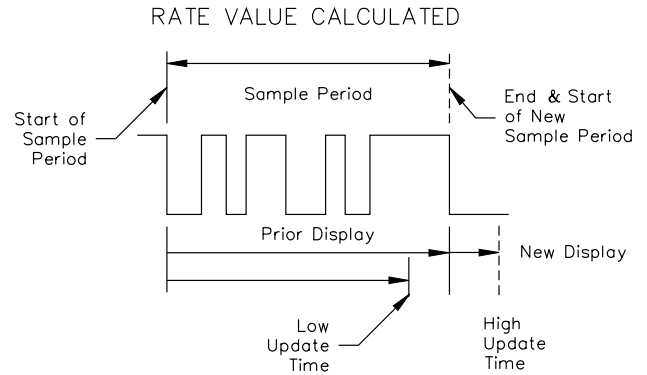 RATE VALUE CALCULATED
Sample Period
Start of
Sample
Period
End & Start
of New
Sample Period
Prior Display
New Display
Low
Update
Time
High
Update
Time